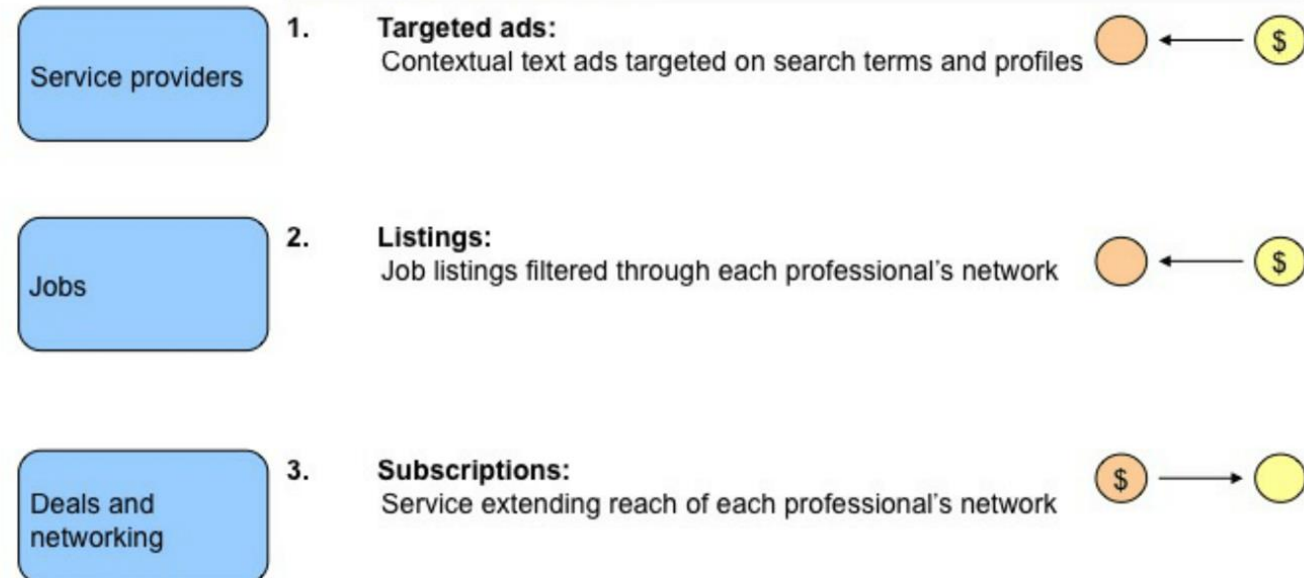 Service providers
1. Targeted ads:
Contextual text ads targeted on search terms and profiles
$
Jobs
2. Listings:
Job listings filtered through each professional's network
$
Deals and
networking
3. Subscriptions:
Service extending reach of each professional's network
$